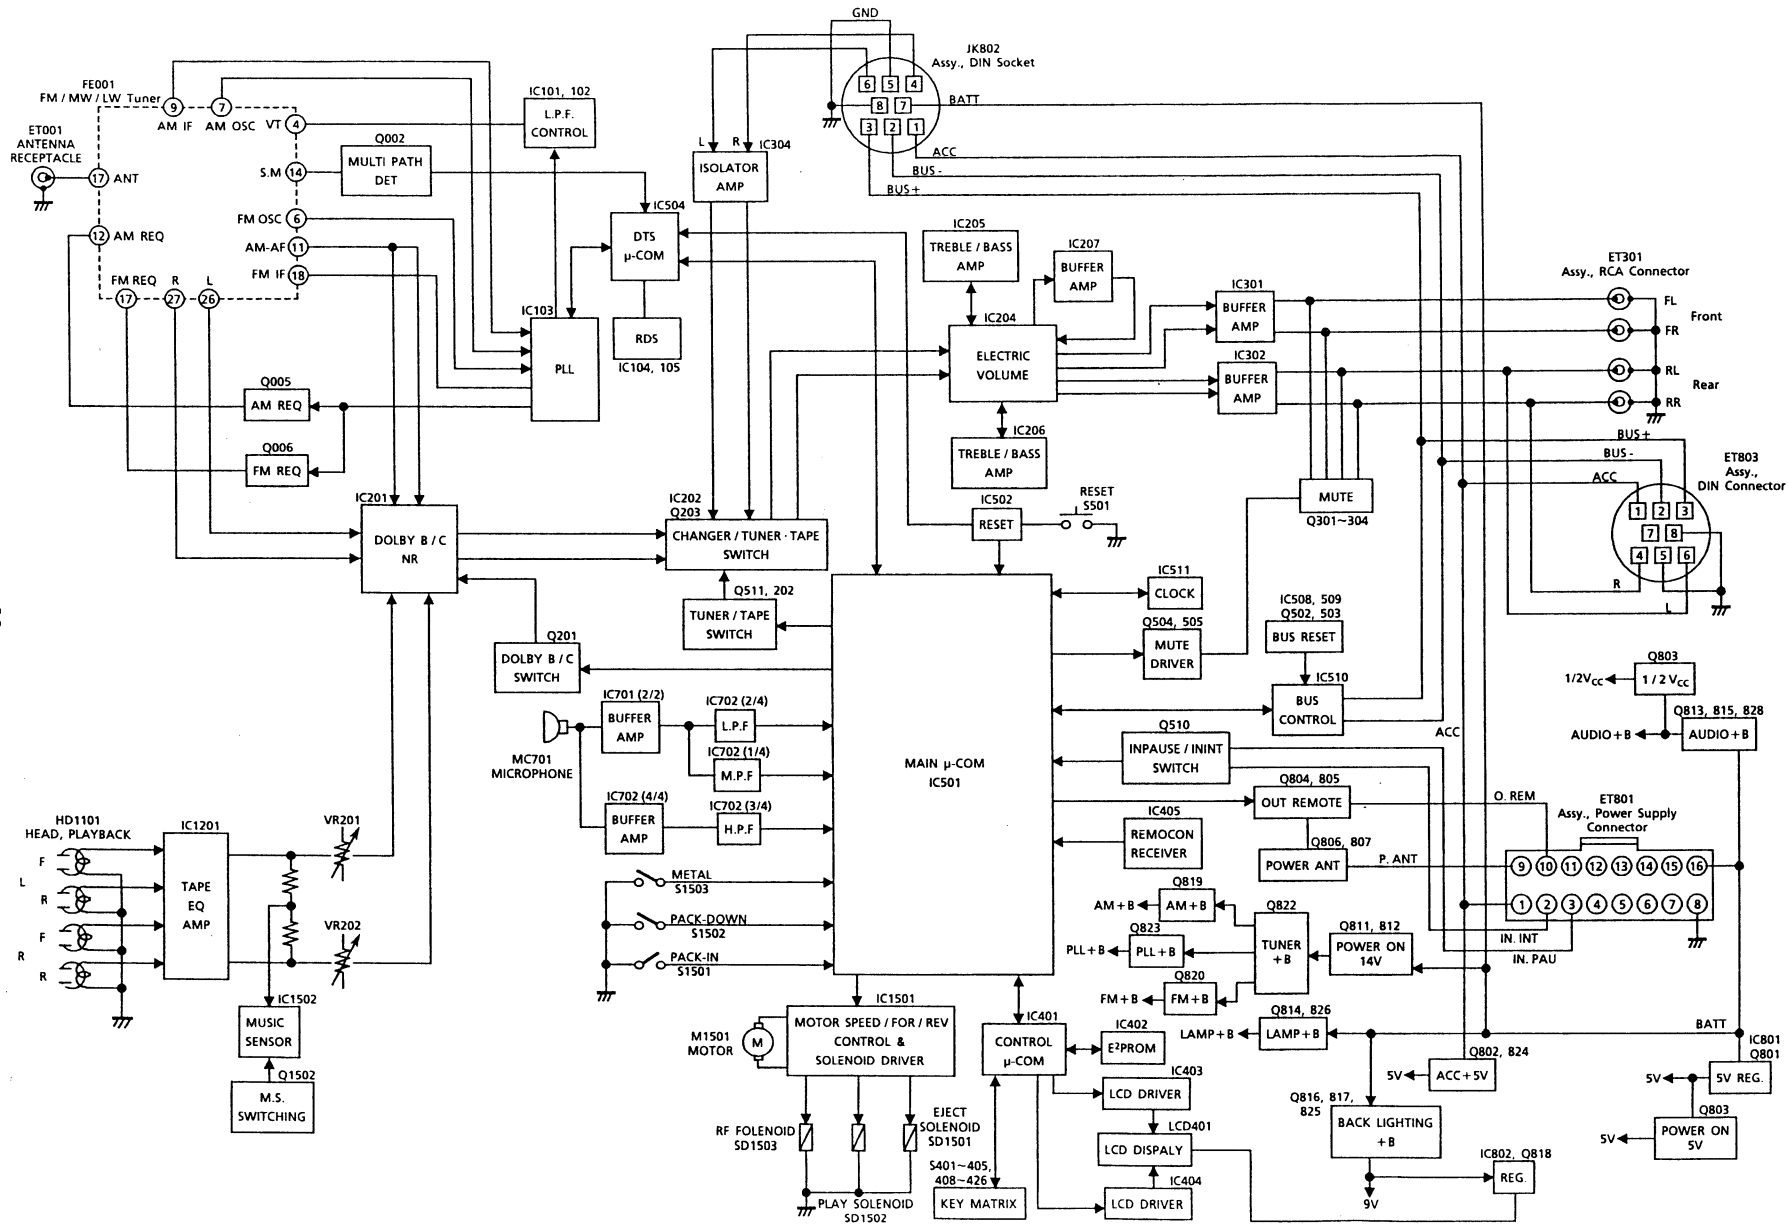 GND
JK802
Assy., DIN Socket
6 5 4
8 7
3 2 1
BATT
ACC
BUS-
BUS+
FE001
FM / MW / LW Tuner
9
7
AM IF
AM OSC
VT 4
ET001
ANTENNA
RECEPTACLE
17 ANT
S.M 14
FM OSC 6
12 AM REQ
AM-AF 11
FM IF 18
FM REQ R L
17 27 26
IC101, 102
L.P.F.
CONTROL
Q002
MULTI PATH
DET
L R
IC304
ISOLATOR
AMP
IC504
DTS
μ-COM
IC103
PLL
RDS
IC104, 105
Q005
AM REQ
Q006
FM REQ
IC205
TREBLE / BASS
AMP
IC207
BUFFER
AMP
IC204
ELECTRIC
VOLUME
IC206
TREBLE / BASS
AMP
IC301
BUFFER
AMP
IC302
BUFFER
AMP
ET301
Assy., RCA Connector
FL
Front
FR
RL
Rear
RR
MUTE
Q301~304
BUS+
BUS-
ACC
ET803
Assy.,
DIN Connector
1 2 3
7 8
4 5 6
R
L
IC201
DOLBY B / C
NR
IC202
Q203
CHANGER / TUNER · TAPE
SWITCH
IC502
RESET
RESET
S501
Q511, 202
TUNER / TAPE
SWITCH
Q201
DOLBY B / C
SWITCH
MAIN μ-COM
IC501
IC511
CLOCK
Q504, 505
MUTE
DRIVER
IC508, 509
Q502, 503
BUS RESET
IC510
BUS
CONTROL
Q510
INPAUSE / ININT
SWITCH
ACC
Q803
1/2VCC
1 / 2 VCC
Q813, 815, 828
AUDIO+B
AUDIO+B
IC701 (2/2)
BUFFER
AMP
IC702 (2/4)
L.P.F
IC702 (1/4)
M.P.F
MC701
MICROPHONE
IC702 (4/4)
BUFFER
AMP
IC702 (3/4)
H.P.F
METAL
S1503
PACK-DOWN
S1502
PACK-IN
S1501
Q804, 805
OUT REMOTE
O. REM
IC405
REMOCON
RECEIVER
Q806, 807
POWER ANT
P. ANT
ET801
Assy., Power Supply
Connector
9 10 11 12 13 14 15 16
1 2 3 4 5 6 7 8
IN. INT
IN. PAU
Q819
AM+B
AM+B
Q823
PLL+B
PLL+B
Q820
FM+B
FM+B
Q822
TUNER
+B
Q811, 812
POWER ON
14V
Q814, 826
LAMP+B
LAMP+B
BATT
HD1101
HEAD, PLAYBACK
F
L
R
F
R
R
IC1201
TAPE
EQ
AMP
VR201
VR202
IC1502
MUSIC
SENSOR
Q1502
M.S.
SWITCHING
IC1501
MOTOR SPEED / FOR / REV
CONTROL &
SOLENOID DRIVER
M1501
MOTOR
M
RF FOLENOID
SD1503
EJECT
SOLENOID
SD1501
PLAY SOLENOID
SD1502
IC401
CONTROL
μ-COM
IC402
E²PROM
IC403
LCD DRIVER
LCD401
LCD DISPALY
IC404
LCD DRIVER
S401~405,
408~426
KEY MATRIX
Q802, 824
5V
ACC+5V
IC801
Q801
5V
5V REG.
Q803
5V
POWER ON
5V
Q816, 817,
825
BACK LIGHTING
+B
9V
IC802, Q818
REG.